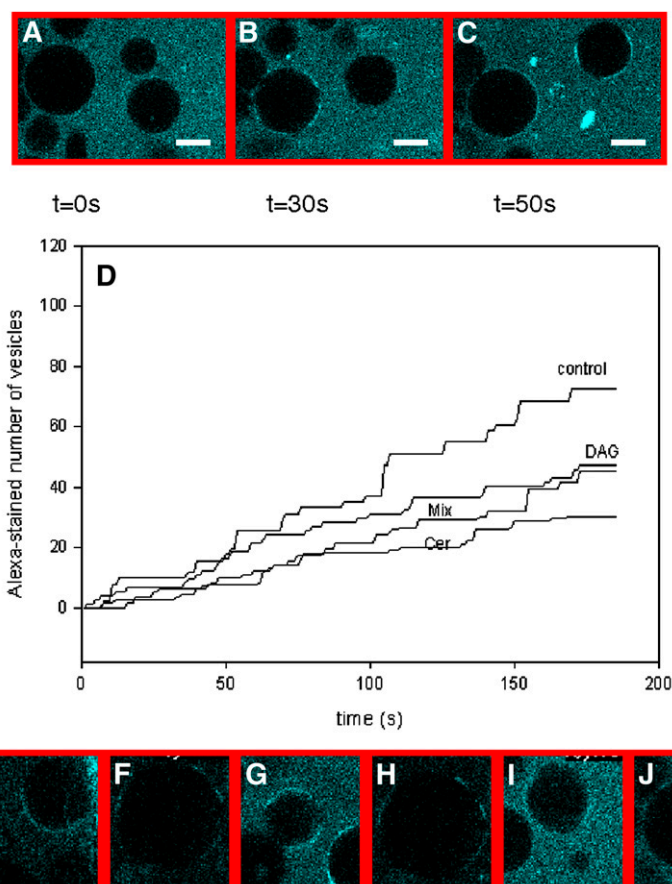 A B C
t=0s t=30s t=50s
D
120
100
80
60
40
20
0
Alexa-stained number of vesicles
control
DAG
Mix
Cer
0 50 100 150 200
time (s)
F G H I J